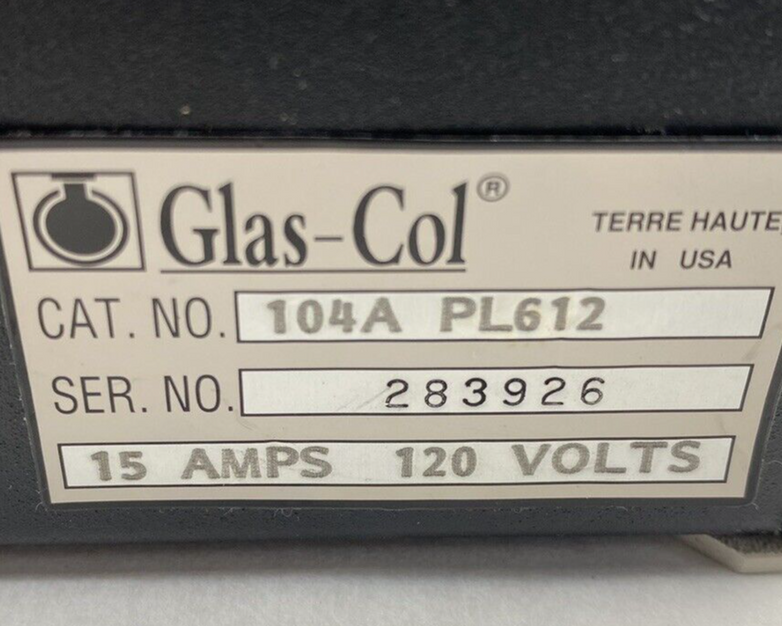 Glas-Col®
TERRE HAUTE,
IN USA
CAT. NO. 104A PL612
SER. NO. 283926
15 AMPS 120 VOLTS